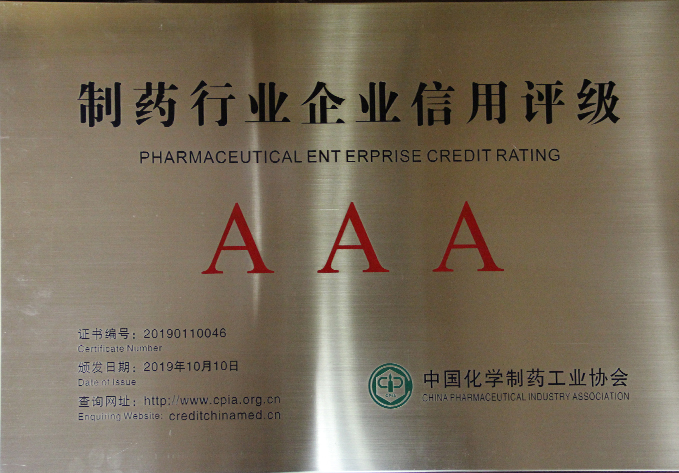 制药行业企业信用评级
PHARMACEUTICAL ENT ERPRISE CREDIT RATING
A A A
证书编号：20190110046
Certificate Number
颁发日期：2019年10月10日
Date of Issue
查询网址：http://www.cpia.org.cn
Enquiring Website: creditchinamed.cn
CPIA
中国化学制药工业协会
CHINA PHARMACEUTICAL INDUSTRY ASSOCIATION